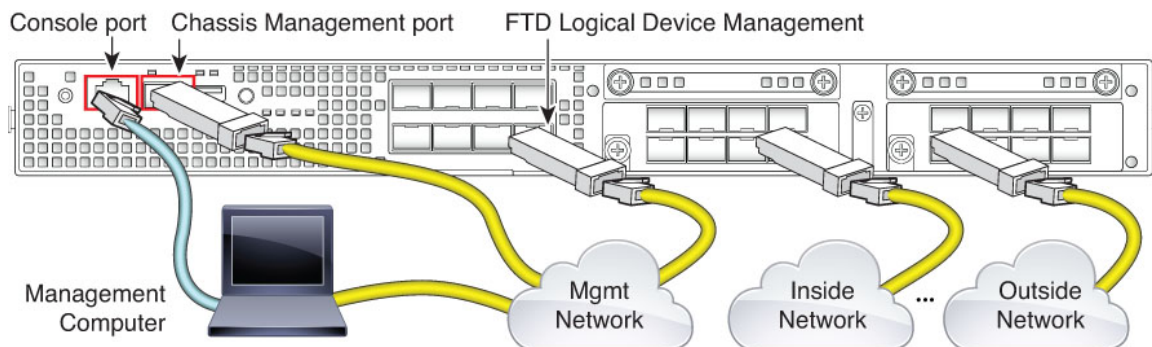 Console port
Chassis Management port
FTD Logical Device Management
Management
Computer
Mgmt
Network
Inside
Network
...
Outside
Network